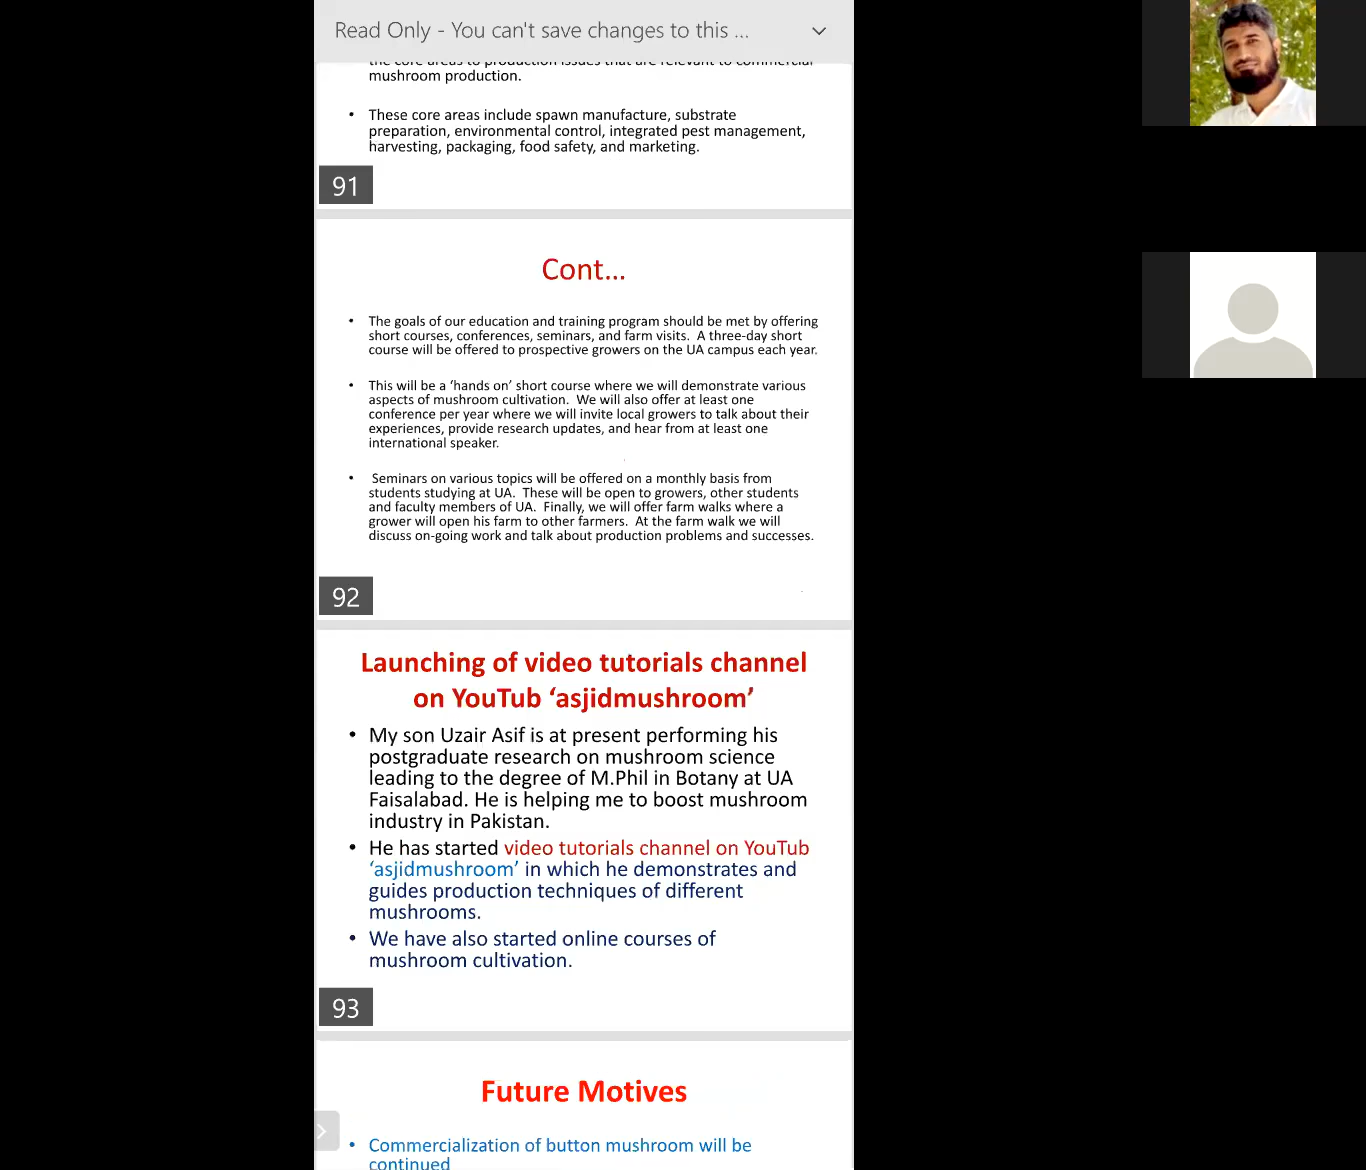 Read Only - You can't save changes to this ...
the core areas to production issues that are relevant to commercial
mushroom production.
• These core areas include spawn manufacture, substrate
preparation, environmental control, integrated pest management,
harvesting, packaging, food safety, and marketing.
91
Cont...
• The goals of our education and training program should be met by offering
short courses, conferences, seminars, and farm visits.  A three-day short
course will be offered to prospective growers on the UA campus each year.
• This will be a ‘hands on’ short course where we will demonstrate various
aspects of mushroom cultivation.  We will also offer at least one
conference per year where we will invite local growers to talk about their
experiences, provide research updates, and hear from at least one
international speaker.
• Seminars on various topics will be offered on a monthly basis from
students studying at UA.  These will be open to growers, other students
and faculty members of UA.  Finally, we will offer farm walks where a
grower will open his farm to other farmers.  At the farm walk we will
discuss on-going work and talk about production problems and successes.
92
Launching of video tutorials channel
on YouTub ‘asjidmushroom’
• My son Uzair Asif is at present performing his
postgraduate research on mushroom science
leading to the degree of M.Phil in Botany at UA
Faisalabad. He is helping me to boost mushroom
industry in Pakistan.
• He has started video tutorials channel on YouTub
‘asjidmushroom’ in which he demonstrates and
guides production techniques of different
mushrooms.
• We have also started online courses of
mushroom cultivation.
93
Future Motives
• Commercialization of button mushroom will be
continued